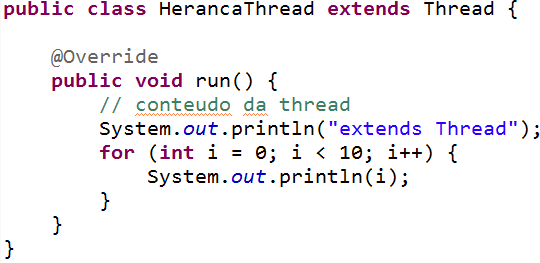 public class HerancaThread extends Thread {
@Override
public void run() {
// conteudo da thread
System.out.println("extends Thread");
for (int i = 0; i < 10; i++) {
System.out.println(i);
}
}
}